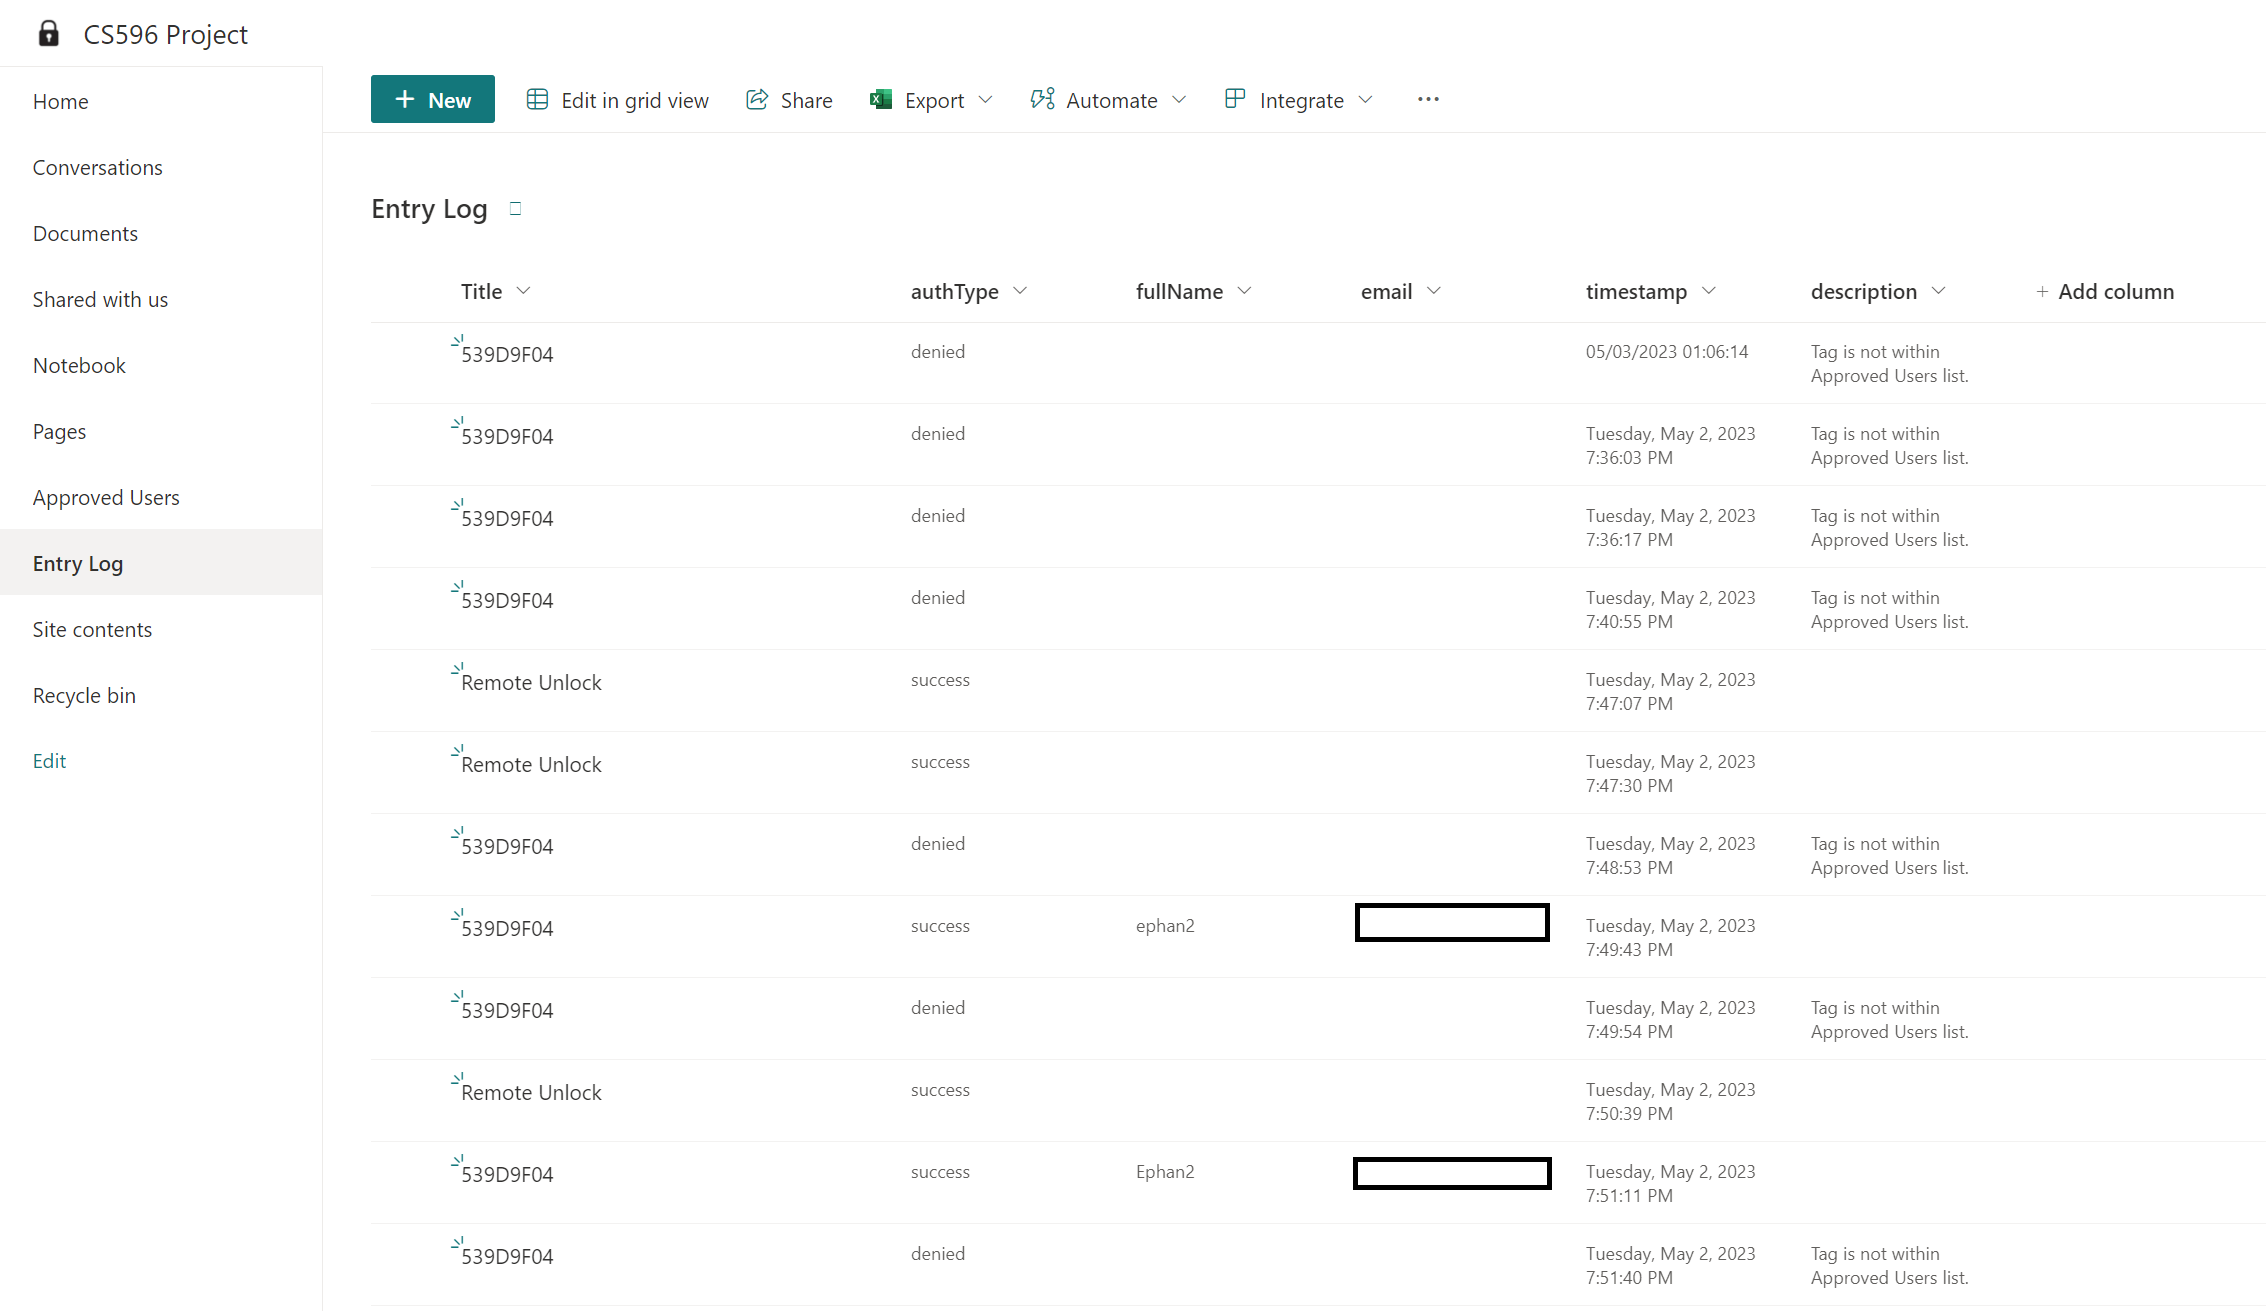 CS596 Project
Home
Conversations
Documents
Shared with us
Notebook
Pages
Approved Users
Entry Log
Site contents
Recycle bin
Edit
New
Edit in grid view
Share
Export
Automate
Integrate
Entry Log
Title authType fullName email timestamp description + Add column
539D9F04 denied 05/03/2023 01:06:14 Tag is not within
Approved Users list.
539D9F04 denied Tuesday, May 2, 2023 Tag is not within
7:36:03 PM Approved Users list.
539D9F04 denied Tuesday, May 2, 2023 Tag is not within
7:36:17 PM Approved Users list.
539D9F04 denied Tuesday, May 2, 2023 Tag is not within
7:40:55 PM Approved Users list.
Remote Unlock success Tuesday, May 2, 2023
7:47:07 PM
Remote Unlock success Tuesday, May 2, 2023
7:47:30 PM
539D9F04 denied Tuesday, May 2, 2023 Tag is not within
7:48:53 PM Approved Users list.
539D9F04 success ephan2 Tuesday, May 2, 2023
7:49:43 PM
539D9F04 denied Tuesday, May 2, 2023 Tag is not within
7:49:54 PM Approved Users list.
Remote Unlock success Tuesday, May 2, 2023
7:50:39 PM
539D9F04 success Ephan2 Tuesday, May 2, 2023
7:51:11 PM
539D9F04 denied Tuesday, May 2, 2023 Tag is not within
7:51:40 PM Approved Users list.